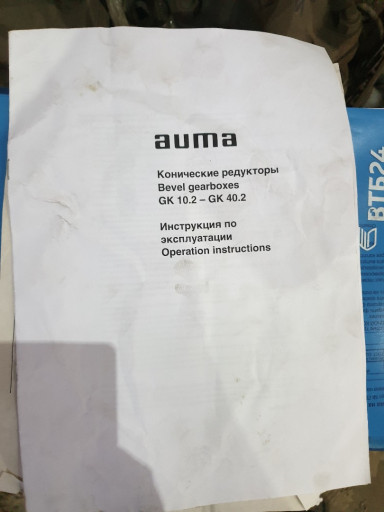 auma
Конические редукторы
Bevel gearboxes
GK 10.2 – GK 40.2
Инструкция по
эксплуатации
Operation instructions
ВТБ24